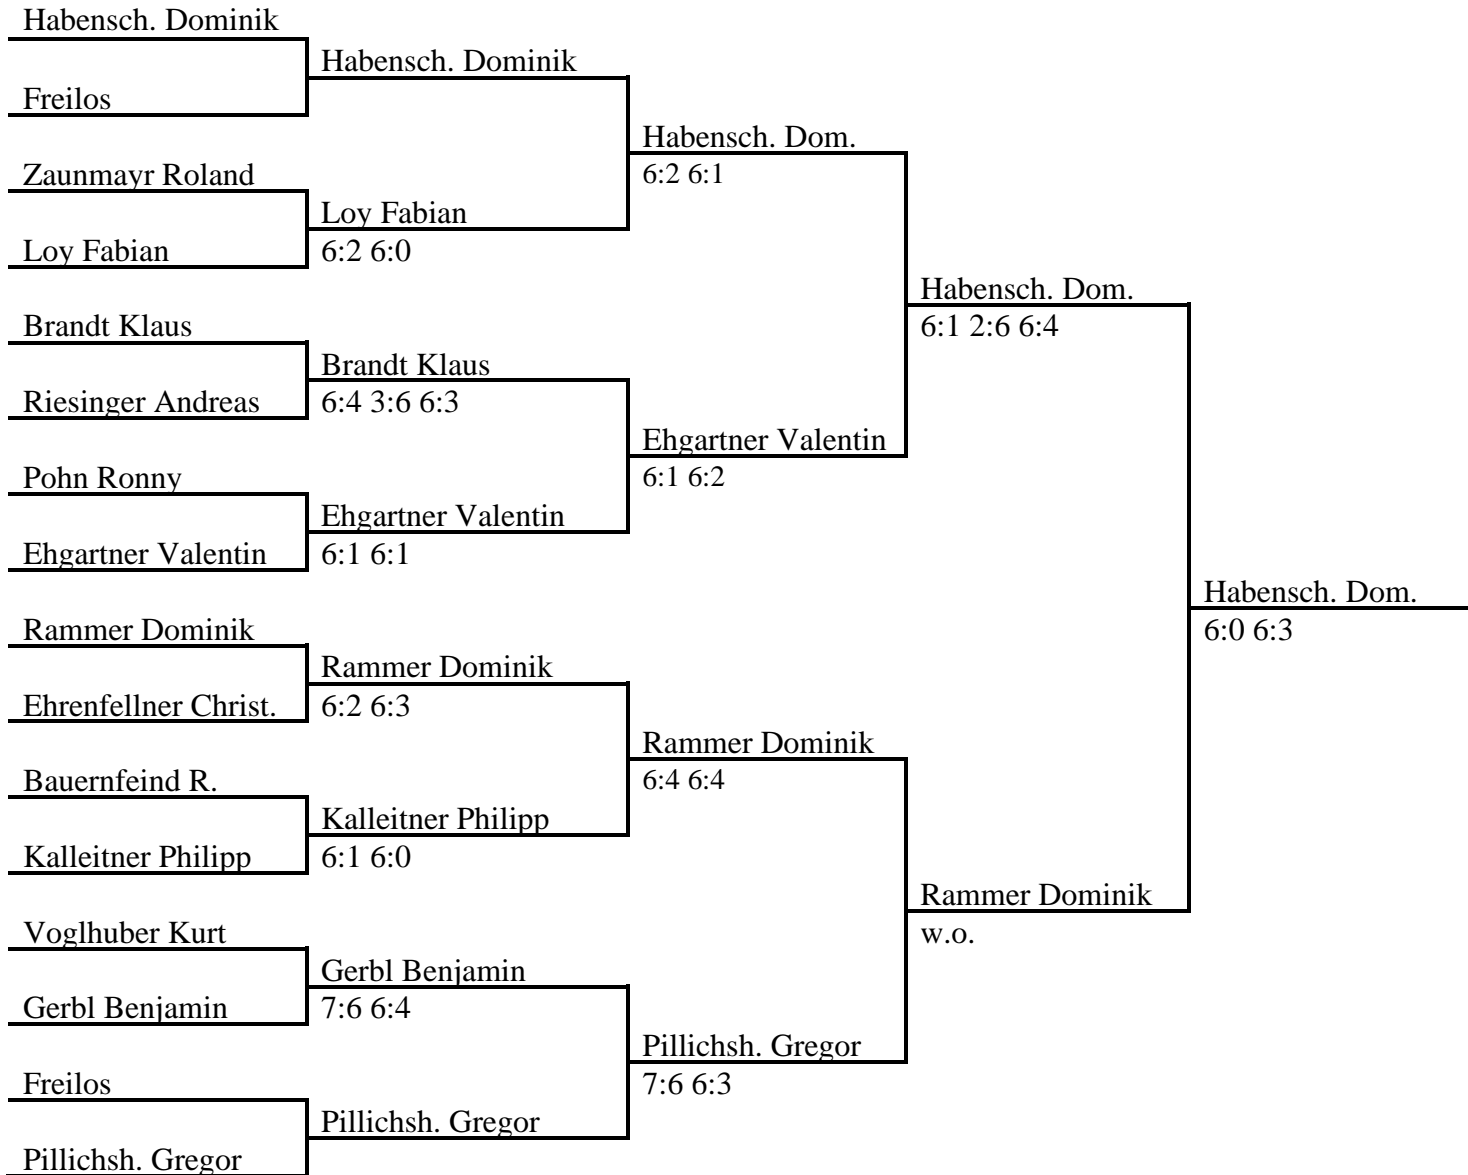 Habensch. Dominik
Habensch. Dominik
Freilos
Habensch. Dom.
6:2 6:1
Zaunmayr Roland
Loy Fabian
Loy Fabian
6:2 6:0
Habensch. Dom.
6:1 2:6 6:4
Brandt Klaus
Brandt Klaus
Riesinger Andreas
6:4 3:6 6:3
Ehgartner Valentin
6:1 6:2
Pohn Ronny
Ehgartner Valentin
Ehgartner Valentin
6:1 6:1
Habensch. Dom.
6:0 6:3
Rammer Dominik
Rammer Dominik
Ehrenfellner Christ.
6:2 6:3
Rammer Dominik
6:4 6:4
Bauernfeind R.
Kalleitner Philipp
Kalleitner Philipp
6:1 6:0
Rammer Dominik
w.o.
Voglhuber Kurt
Gerbl Benjamin
Gerbl Benjamin
7:6 6:4
Pillichsh. Gregor
7:6 6:3
Freilos
Pillichsh. Gregor
Pillichsh. Gregor